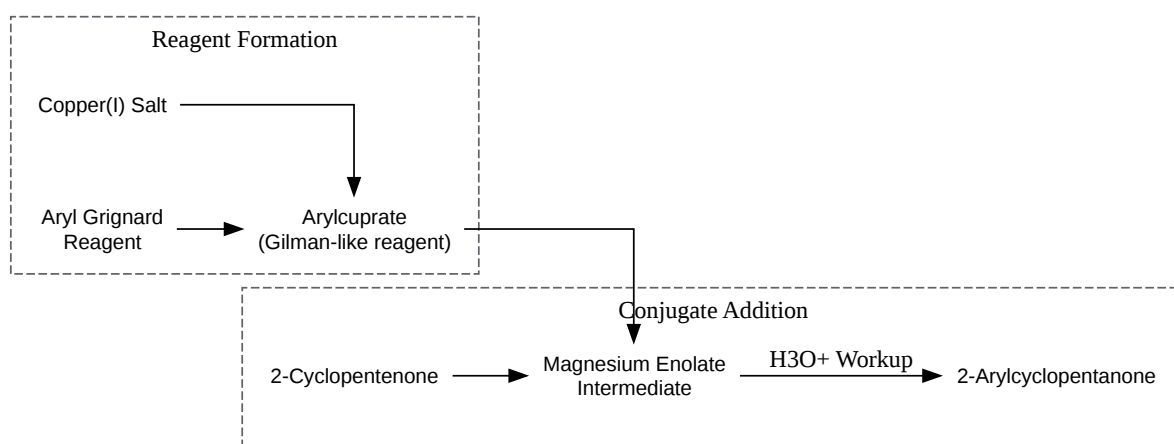 Reagent Formation
Copper(I) Salt
Aryl Grignard
Reagent
Arylcuprate
(Gilman-like reagent)
Conjugate Addition
2-Cyclopentenone
Magnesium Enolate
Intermediate
H3O+ Workup
2-Arylcyclopentanone